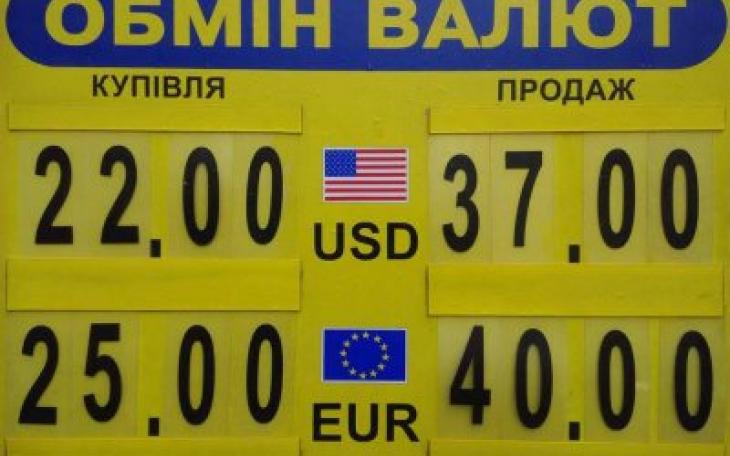 ОБМІН ВАЛЮТ
КУПІВЛЯ ПРОДАЖ
22.00 USD 37.00
25.00 EUR 40.00